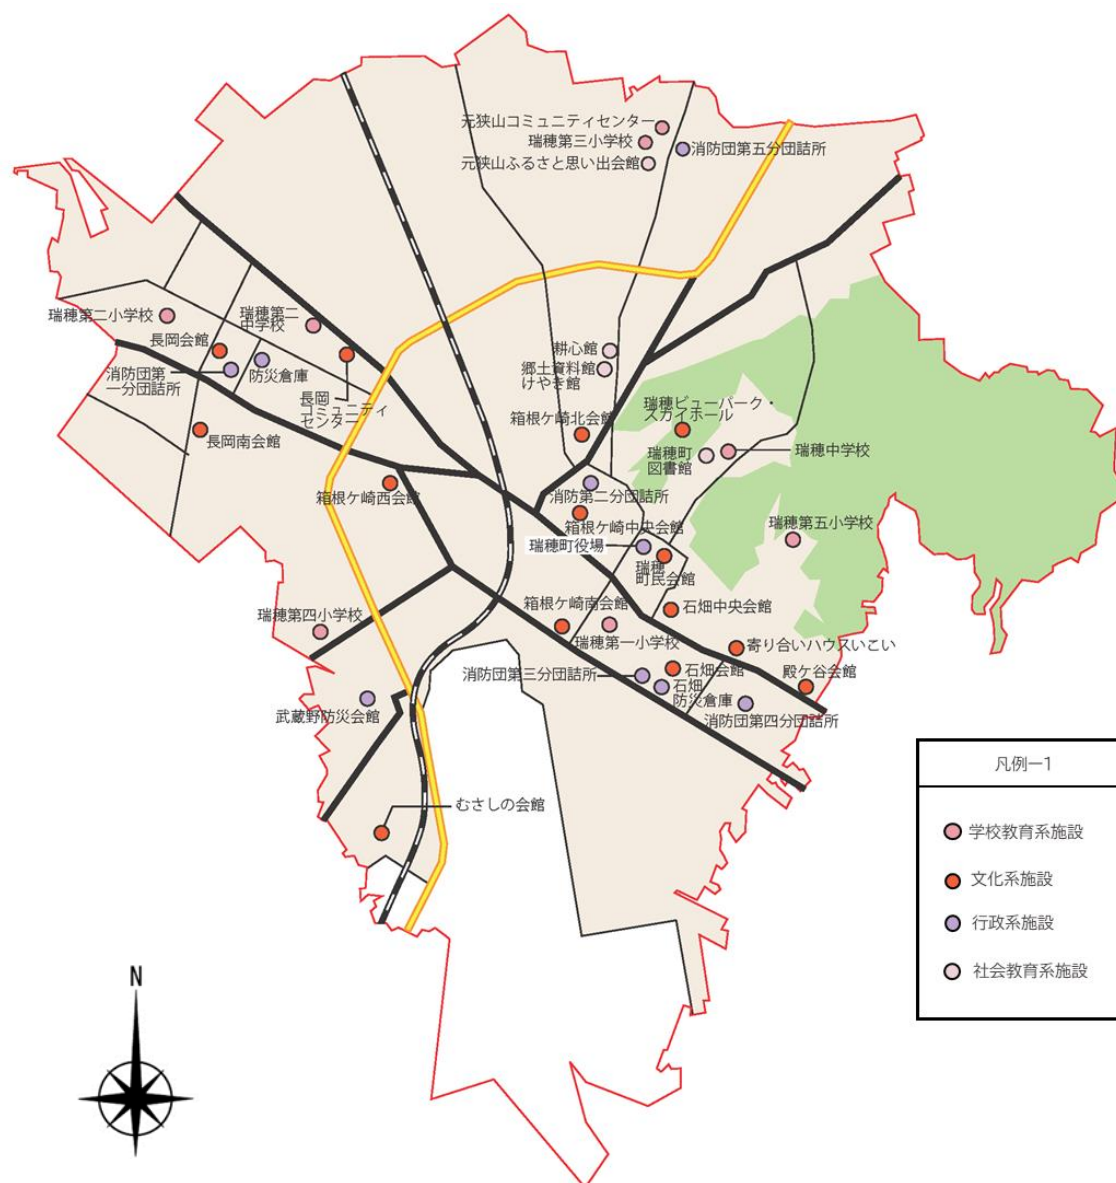 元狭山コミュニティセンター
瑞穂第三小学校
消防団第五分団詰所
元狭山ふるさと思い出会館
瑞穂第二小学校
瑞穂第二
中学校
長岡会館
消防団第
一分団詰所
防災倉庫
長岡
コミュニティ
センター
長岡南会館
耕心館
郷土資料館
けやき館
箱根ケ崎北会館
瑞穂ビューパーク・
スカイホール
瑞穂町
図書館
瑞穂中学校
箱根ケ崎西会館
消防第二分団詰所
箱根ケ崎中央会館
瑞穂第五小学校
瑞穂町役場
瑞穂
町民会館
箱根ケ崎南会館
石畑中央会館
瑞穂第四小学校
瑞穂第一小学校
寄り合いハウスいこい
消防団第三分団詰所
石畑会館
殿ケ谷会館
石畑
防災倉庫
消防団第四分団詰所
武蔵野防災会館
むさしの会館
凡例ー1
学校教育系施設
文化系施設
行政系施設
社会教育系施設
N